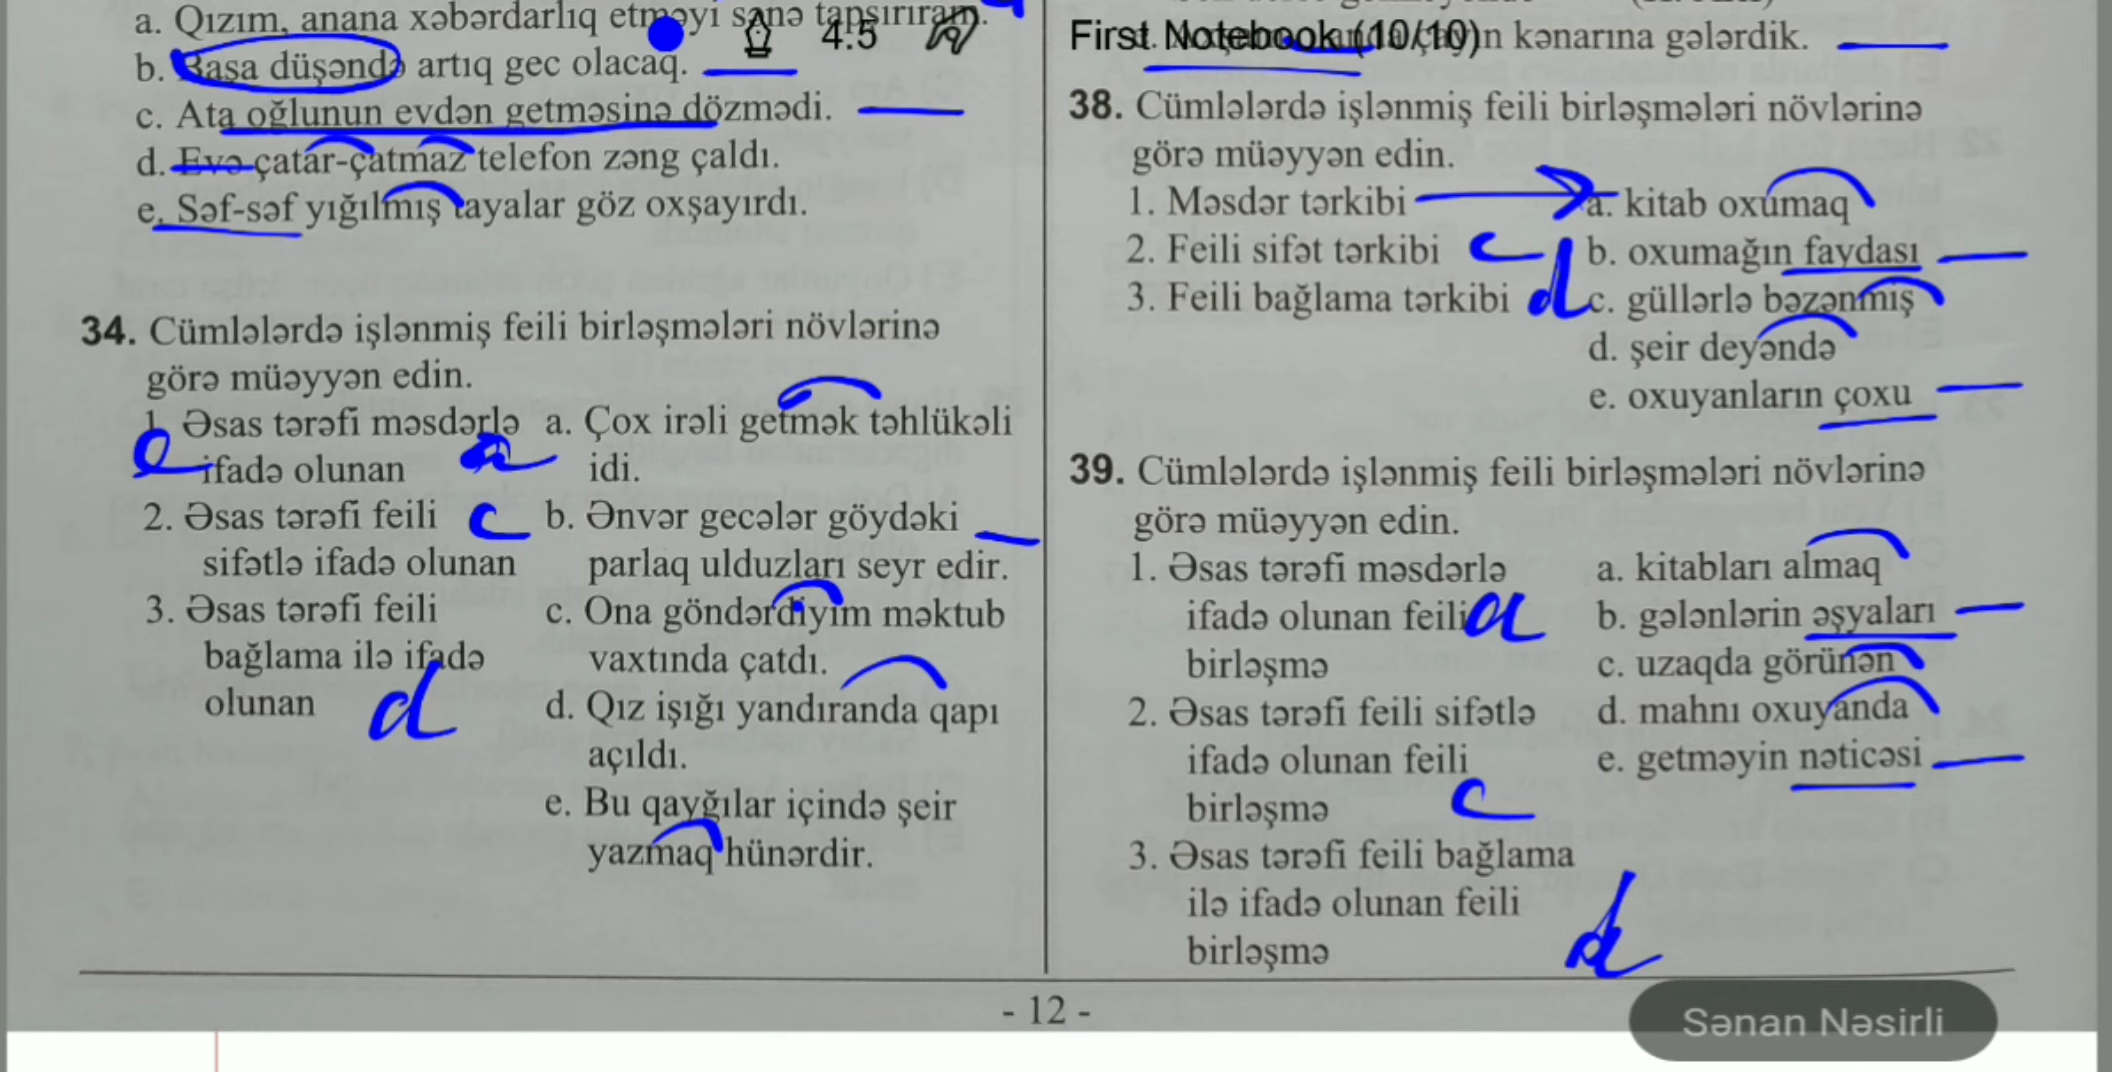 a. Qızım, anana xəbərdarlıq etməyi sənə tapşırıram.
b. Başa düşəndə artıq gec olacaq.
c. Ata oğlunun evdən getməsinə dözmədi.
d. Evə çatar-çatmaz telefon zəng çaldı.
e. Səf-səf yığılmış tayalar göz oxşayırdı.
4.5
34. Cümlələrdə işlənmiş feili birləşmələri növlərinə
görə müəyyən edin.
1. Əsas tərəfi məsdərlə
ifadə olunan
e a
2. Əsas tərəfi feili
sifətlə ifadə olunan
c
3. Əsas tərəfi feili
bağlama ilə ifadə
olunan
d
a. Çox irəli getmək təhlükəli
idi.
b. Ənvər gecələr göydəki
parlaq ulduzları seyr edir.
c. Ona göndərdiyim məktub
vaxtında çatdı.
d. Qız işığı yandıranda qapı
açıldı.
e. Bu qayğılar içində şeir
yazmaq hünərdir.
First Notebook (10/10)
kənarına gələrdik.
38. Cümlələrdə işlənmiş feili birləşmələri növlərinə
görə müəyyən edin.
1. Məsdər tərkibi
2. Feili sifət tərkibi
c
3. Feili bağlama tərkibi
d
a. kitab oxumaq
b. oxumağın faydası
c. güllərlə bəzənmiş
d. şeir deyəndə
e. oxuyanların çoxu
39. Cümlələrdə işlənmiş feili birləşmələri növlərinə
görə müəyyən edin.
1. Əsas tərəfi məsdərlə
ifadə olunan feili
birləşmə
a
2. Əsas tərəfi feili sifətlə
ifadə olunan feili
birləşmə
c
3. Əsas tərəfi feili bağlama
ilə ifadə olunan feili
birləşmə
d
a. kitabları almaq
b. gələnlərin əşyaları
c. uzaqda görünən
d. mahnı oxuyanda
e. getməyin nəticəsi
- 12 -
Sənan Nəsirli